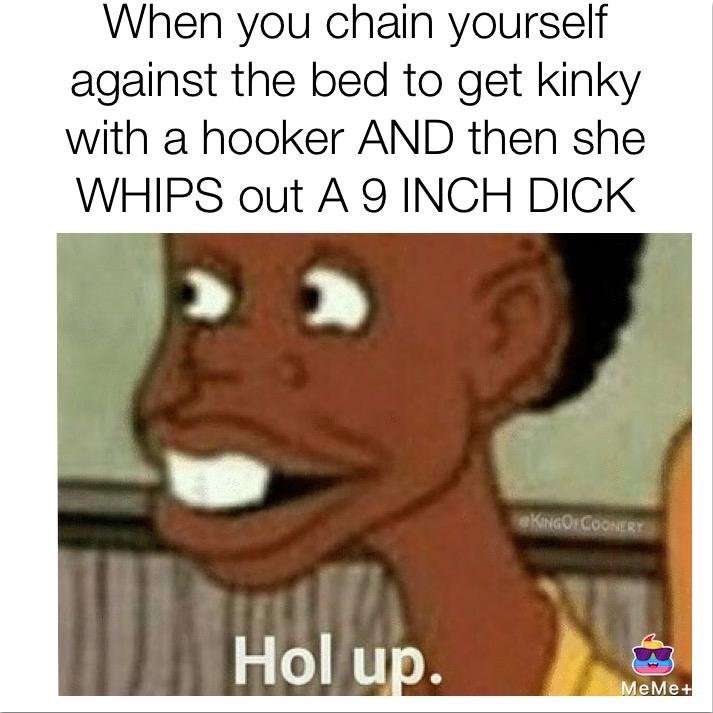 When you chain yourself
against the bed to get kinky
with a hooker AND then she
WHIPS out A 9 INCH DICK
@KINGOFCOONERY
Hol up.
MeMe+